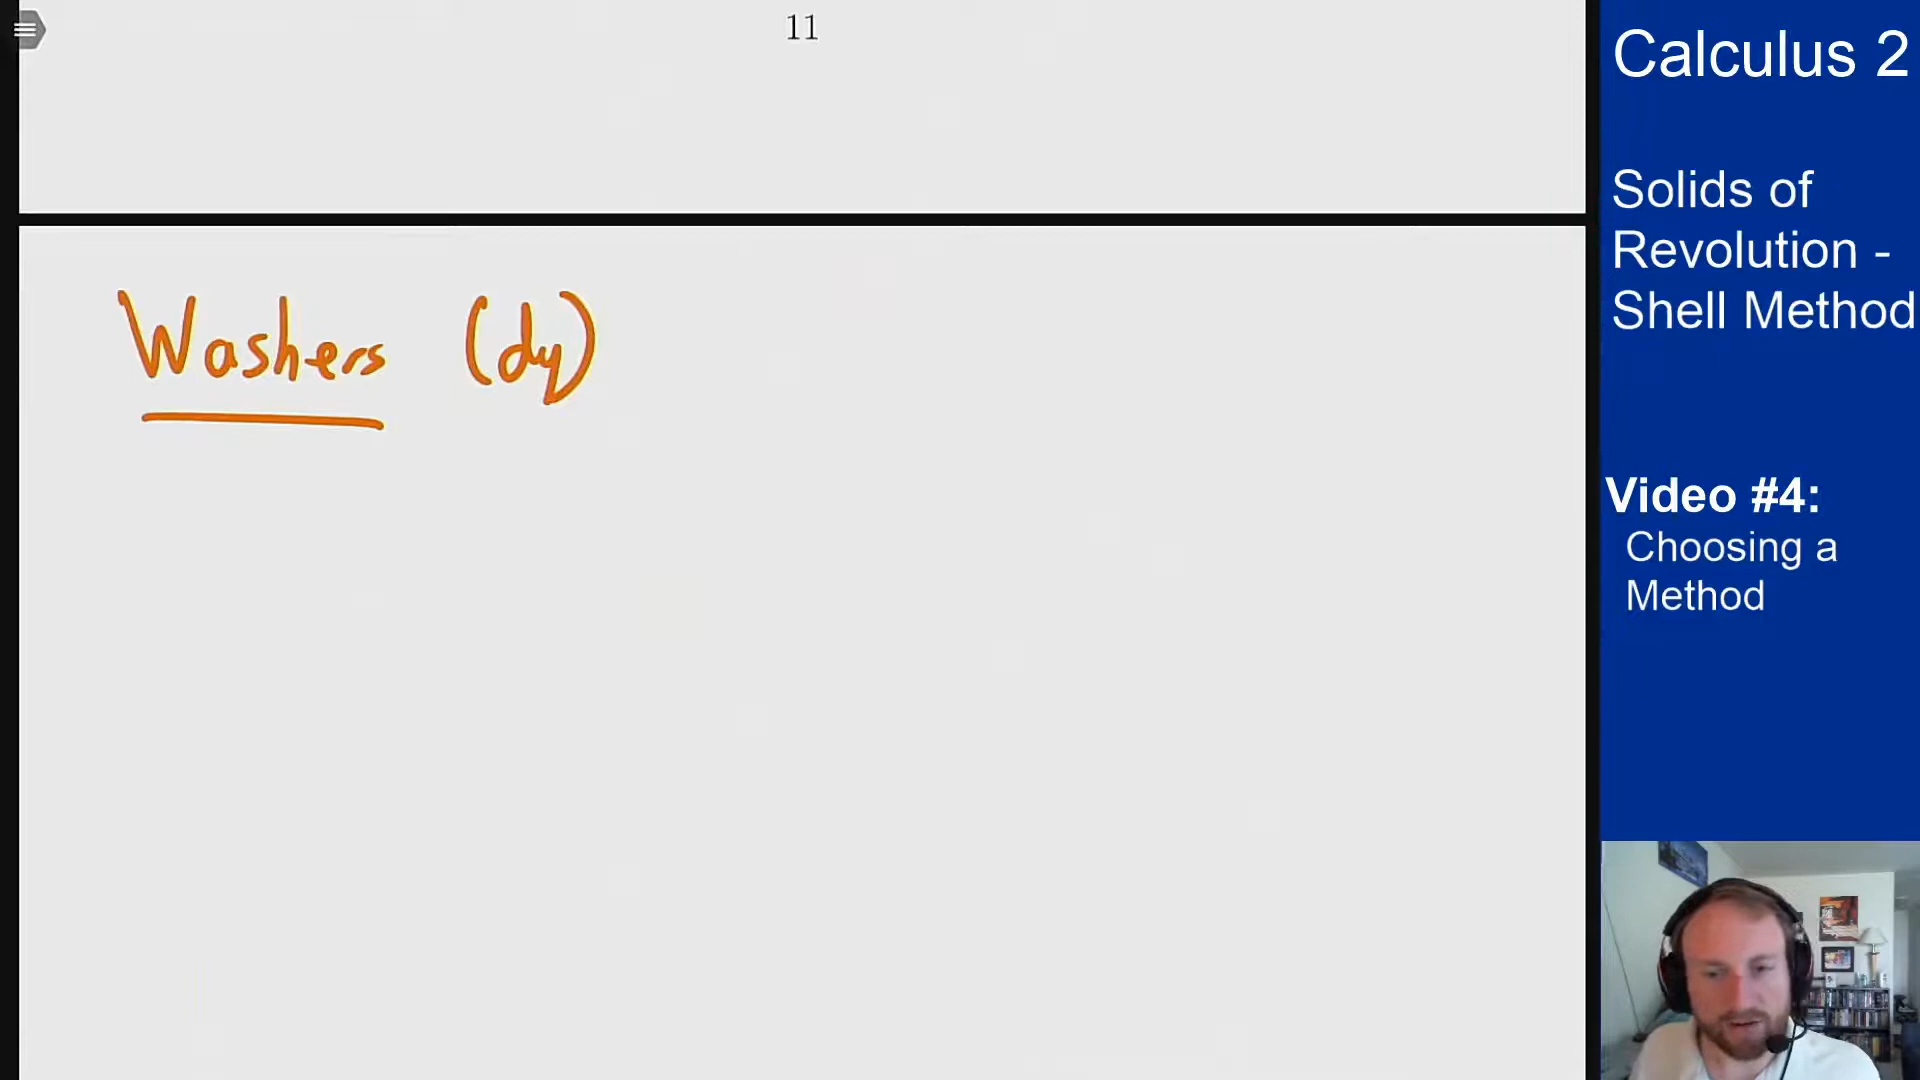 11
Washers (dy)
Calculus 2
Solids of
Revolution -
Shell Method
Video #4:
Choosing a
Method